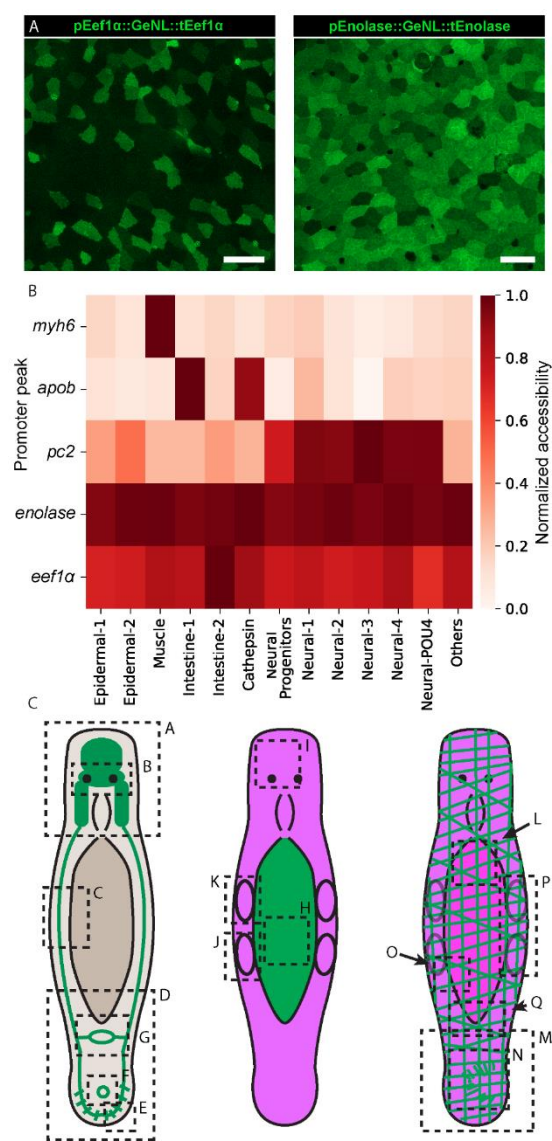 A
pEef1α::GeNL::tEef1α
pEnolase::GeNL::tEnolase
B
Promoter peak
myh6
apob
pc2
enolase
eef1α
1.0
0.8
0.6
0.4
0.2
0.0
Normalized accessibility
Epidermal-1
Epidermal-2
Muscle
Intestine-1
Intestine-2
Cathepsin
Neural
Progenitors
Neural-1
Neural-2
Neural-3
Neural-4
Neural-POU4
Others
C
A
B
C
D
G
F
E
I
K
H
J
L
P
O
Q
M
N